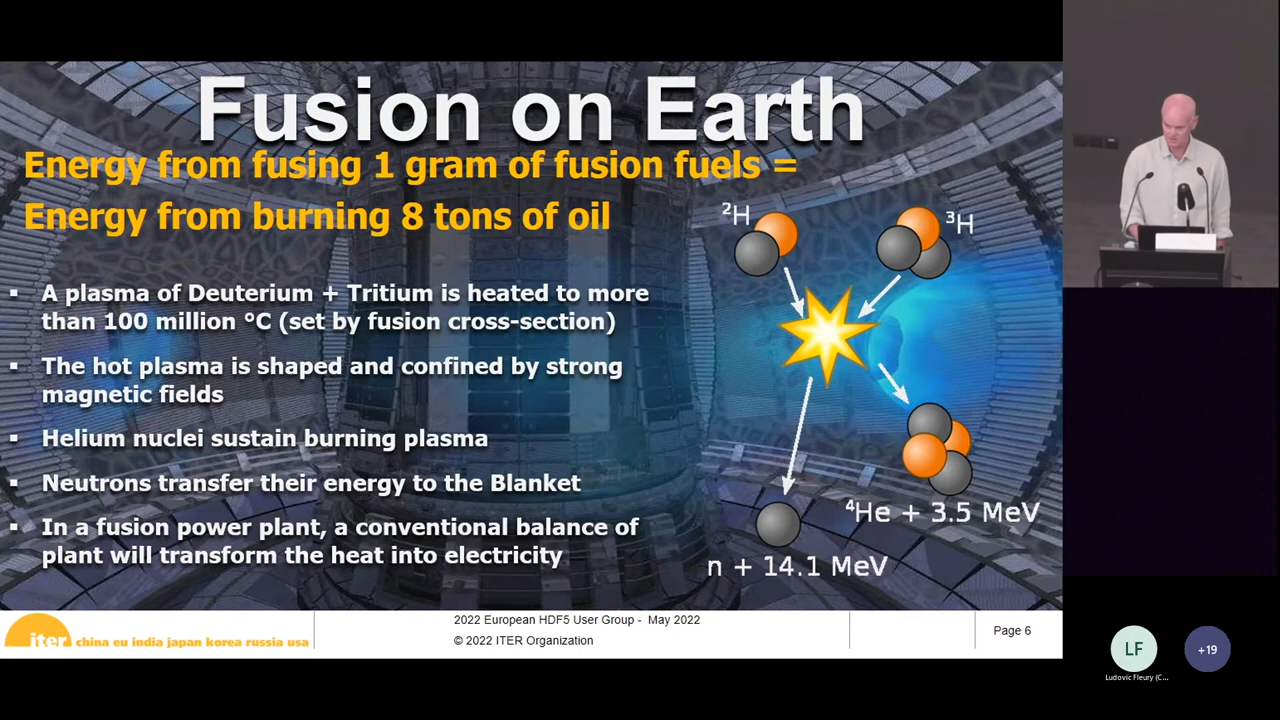 Fusion on Earth
Energy from fusing 1 gram of fusion fuels =
Energy from burning 8 tons of oil
▪ A plasma of Deuterium + Tritium is heated to more
than 100 million °C (set by fusion cross-section)
▪ The hot plasma is shaped and confined by strong
magnetic fields
▪ Helium nuclei sustain burning plasma
▪ Neutrons transfer their energy to the Blanket
▪ In a fusion power plant, a conventional balance of
plant will transform the heat into electricity
²H
³H
⁴He + 3.5 MeV
n + 14.1 MeV
iter china eu india japan korea russia usa
2022 European HDF5 User Group - May 2022
© 2022 ITER Organization
Page 6
LF
+19
Ludovic Fleury (C...